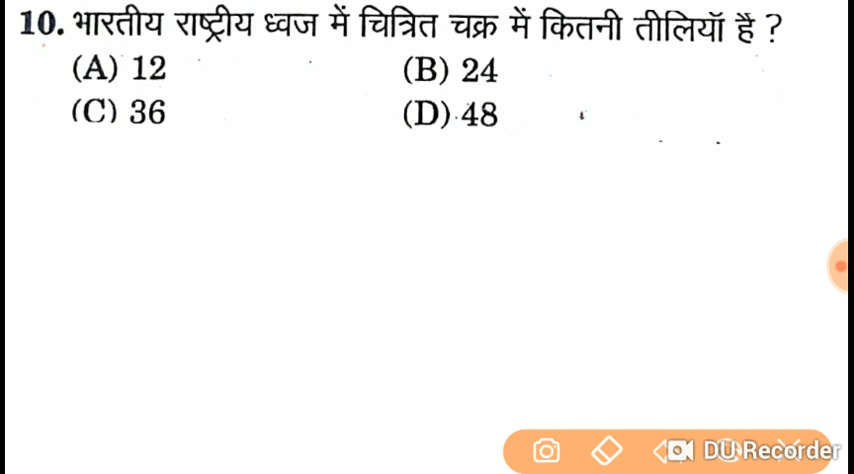 10. भारतीय राष्ट्रीय ध्वज में चित्रित चक्र में कितनी तीलियाॅ हैं ?
(A) 12 (B) 24
(C) 36 (D) 48
DU Recorder